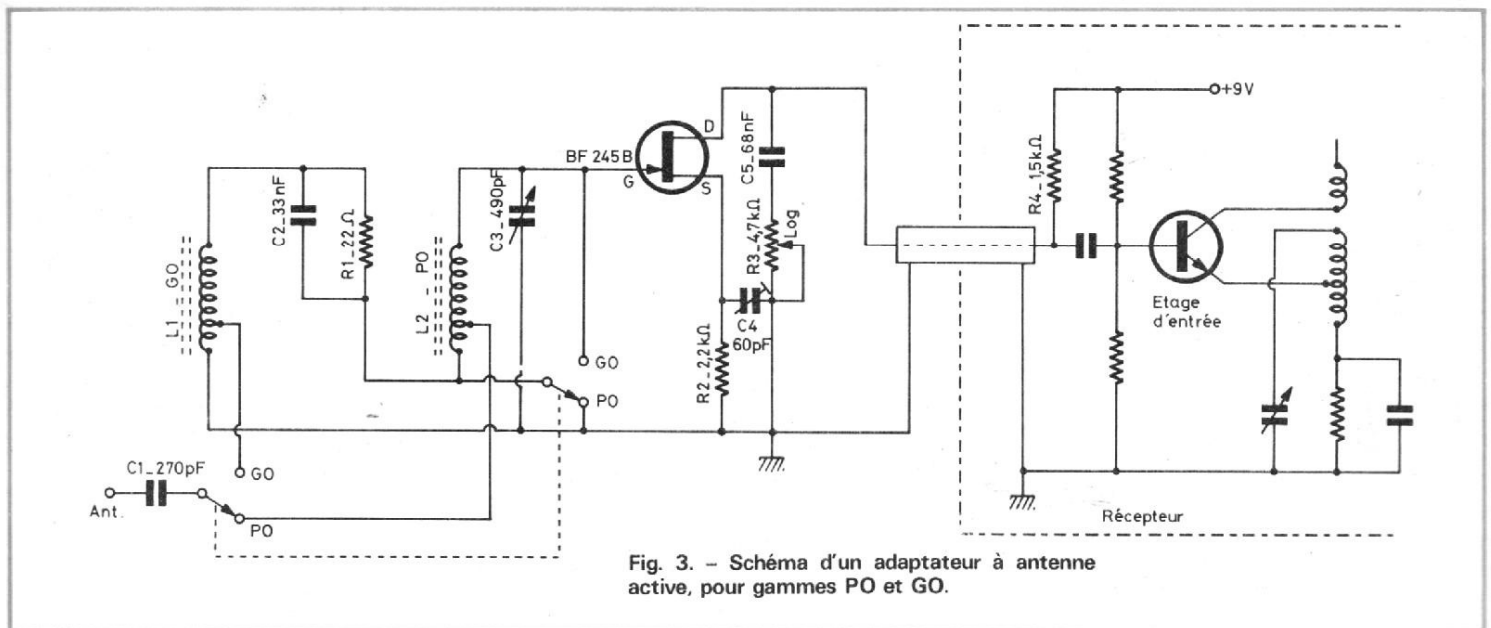 +9V
BF 245B
D
G
S
C5_68nF
R4_1,5kΩ
C2_33nF
R1_22Ω
C3_490pF
R3_4,7kΩ
Log
L1 _ GO
L2 _ PO
C4
60pF
R2_2,2kΩ
GO
PO
Etage
d'entrée
C1_270pF
GO
Ant.
PO
Récepteur
Fig. 3. – Schéma d'un adaptateur à antenne
active, pour gammes PO et GO.